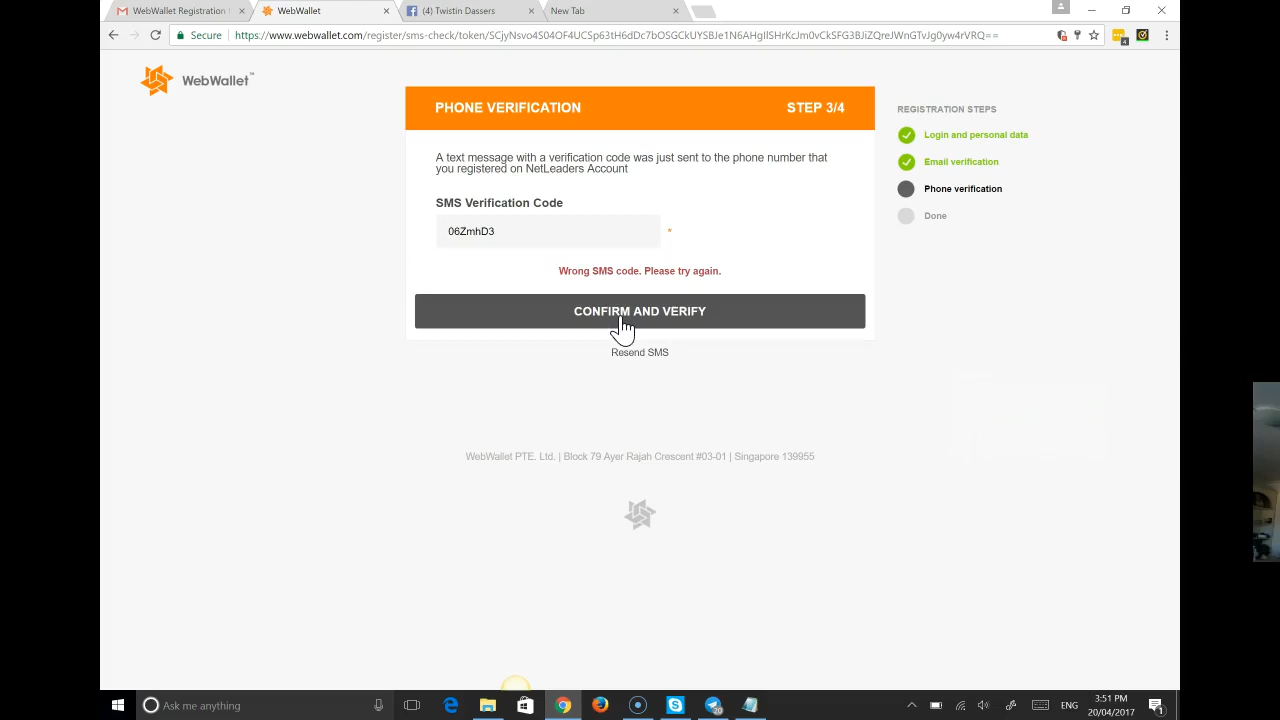 WebWallet Registration
WebWallet
(4) Twistin Dassers
New Tab
Secure
https://www.webwallet.com/register/sms-check/token/SCjyNsvo4S04OF4UCSp63tH6dDc7bOSGCkUYSBJe1N6AHgIlSHrKcJm0vCkSFG3BJiZQreJWnGTvJg0yw4rVRQ==
4
WebWallet™
PHONE VERIFICATION
STEP 3/4
A text message with a verification code was just sent to the phone number that
you registered on NetLeaders Account
SMS Verification Code
06ZmhD3
*
Wrong SMS code. Please try again.
CONFIRM AND VERIFY
Resend SMS
REGISTRATION STEPS
Login and personal data
Email verification
Phone verification
Done
WebWallet PTE. Ltd. | Block 79 Ayer Rajah Crescent #03-01 | Singapore 139955
Ask me anything
20
ENG
3:51 PM
20/04/2017
1